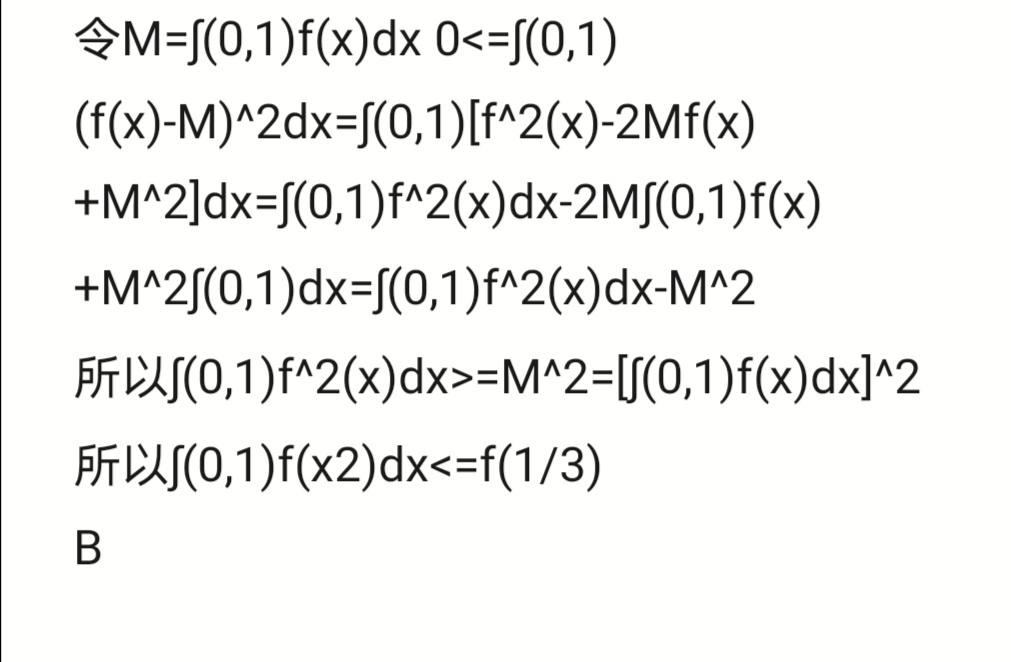 令M=∫(0,1)f(x)dx 0<=∫(0,1)
(f(x)-M)^2dx=∫(0,1)[f^2(x)-2Mf(x)
+M^2]dx=∫(0,1)f^2(x)dx-2M∫(0,1)f(x)
+M^2∫(0,1)dx=∫(0,1)f^2(x)dx-M^2
所以∫(0,1)f^2(x)dx>=M^2=[∫(0,1)f(x)dx]^2
所以∫(0,1)f(x2)dx<=f(1/3)
B